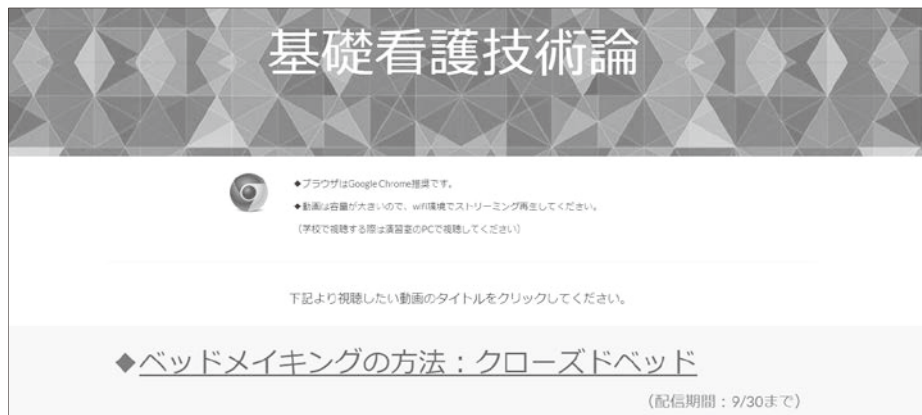 基礎看護技術論
◆ブラウザはGoogle Chrome推奨です。
◆動画は容量が大きいので、wifi環境でストリーミング再生してください。
（学校で視聴する際は演習室のPCで視聴してください）
下記より視聴したい動画のタイトルをクリックしてください。
◆ベッドメイキングの方法：クローズドベッド
（配信期間：9/30まで）